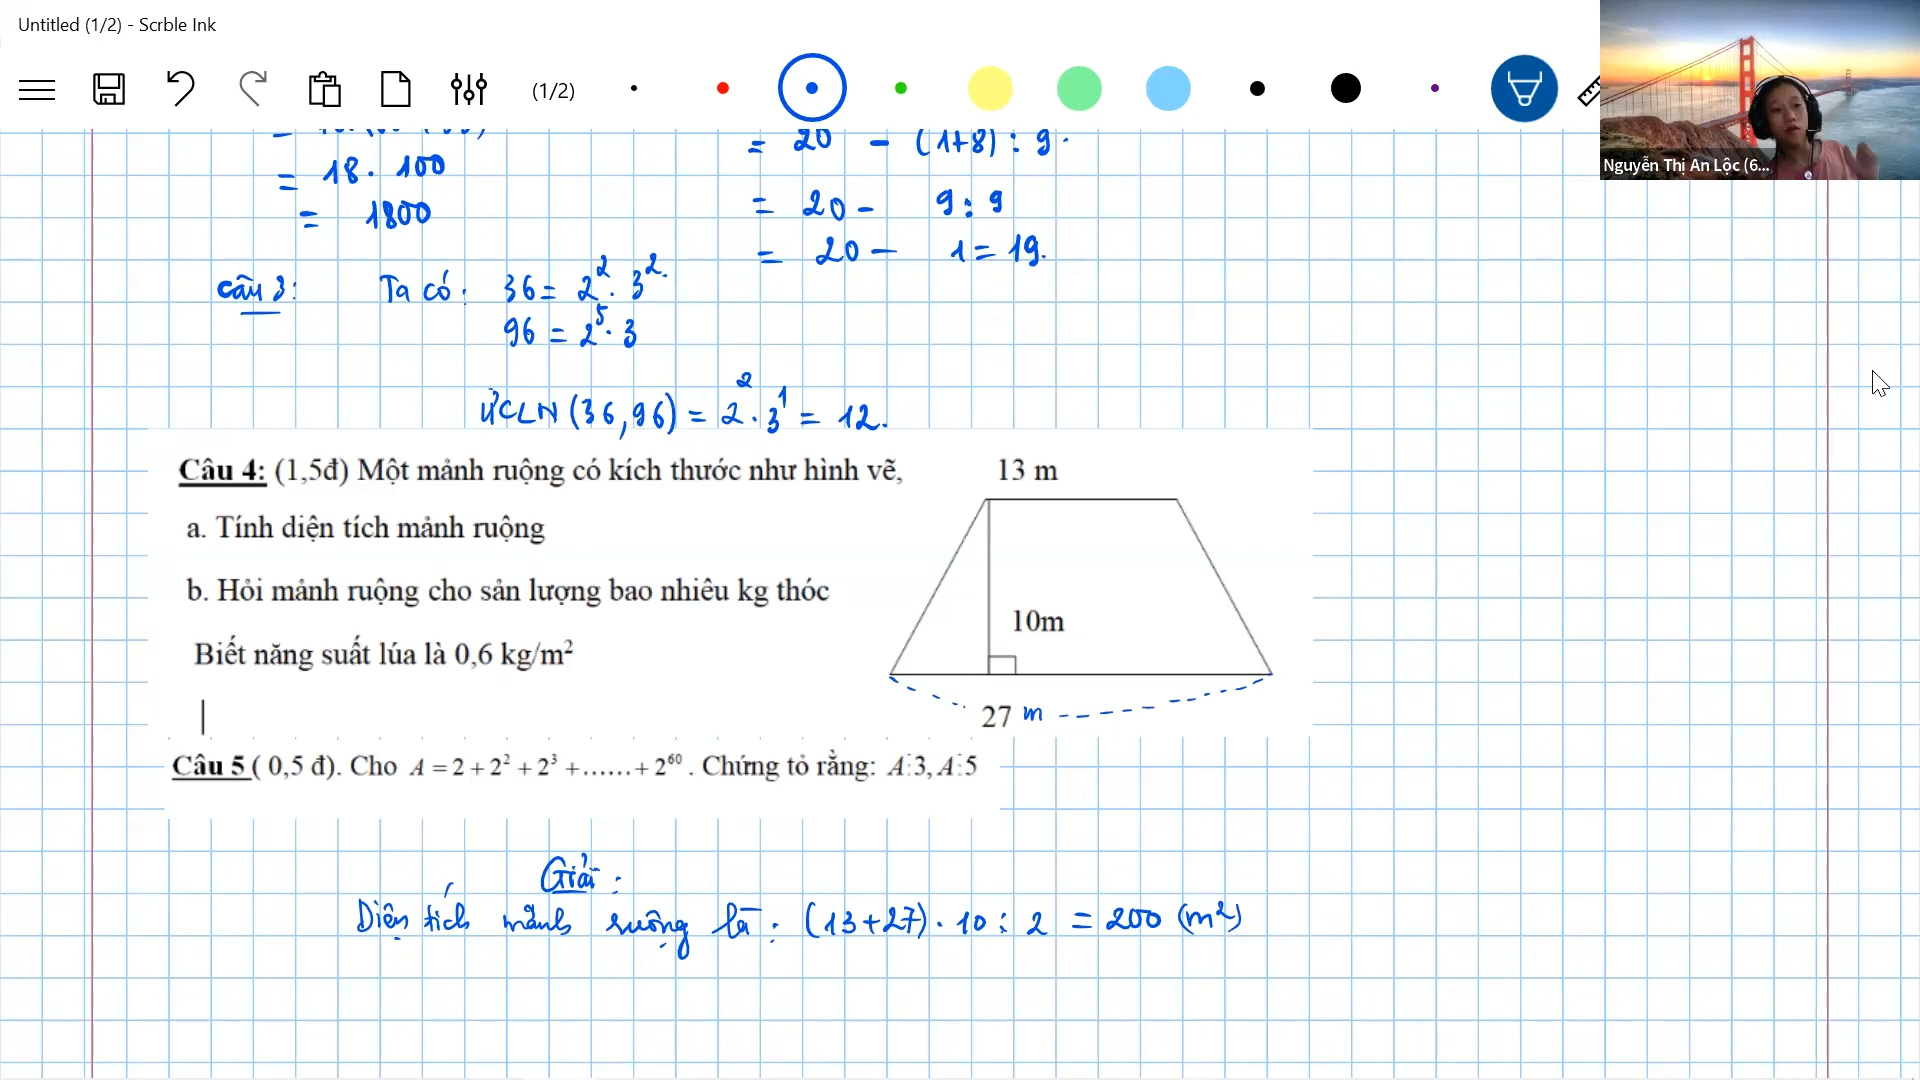 Untitled (1/2) - Scrble Ink
(1/2)
Nguyễn Thị An Lộc (6...
= 18 . 100
= 1800
= 20 - (1+8) : 9.
= 20 - 9 : 9
= 20 - 1 = 19.
Câu 3: Ta có: 36 = 2² . 3².
96 = 2⁵ . 3
ƯCLN (36, 96) = 2² . 3¹ = 12.
Câu 4: (1,5đ) Một mảnh ruộng có kích thước như hình vẽ,
a. Tính diện tích mảnh ruộng
b. Hỏi mảnh ruộng cho sản lượng bao nhiêu kg thóc
Biết năng suất lúa là 0,6 kg/m²
13 m
10m
27 m
Câu 5 ( 0,5 đ). Cho A = 2 + 2² + 2³ + ...... + 2⁶⁰ . Chứng tỏ rằng: A⋮3, A⋮5
Giải :
Diện tích mảnh ruộng là : (13+27) . 10 : 2 = 200 (m²)